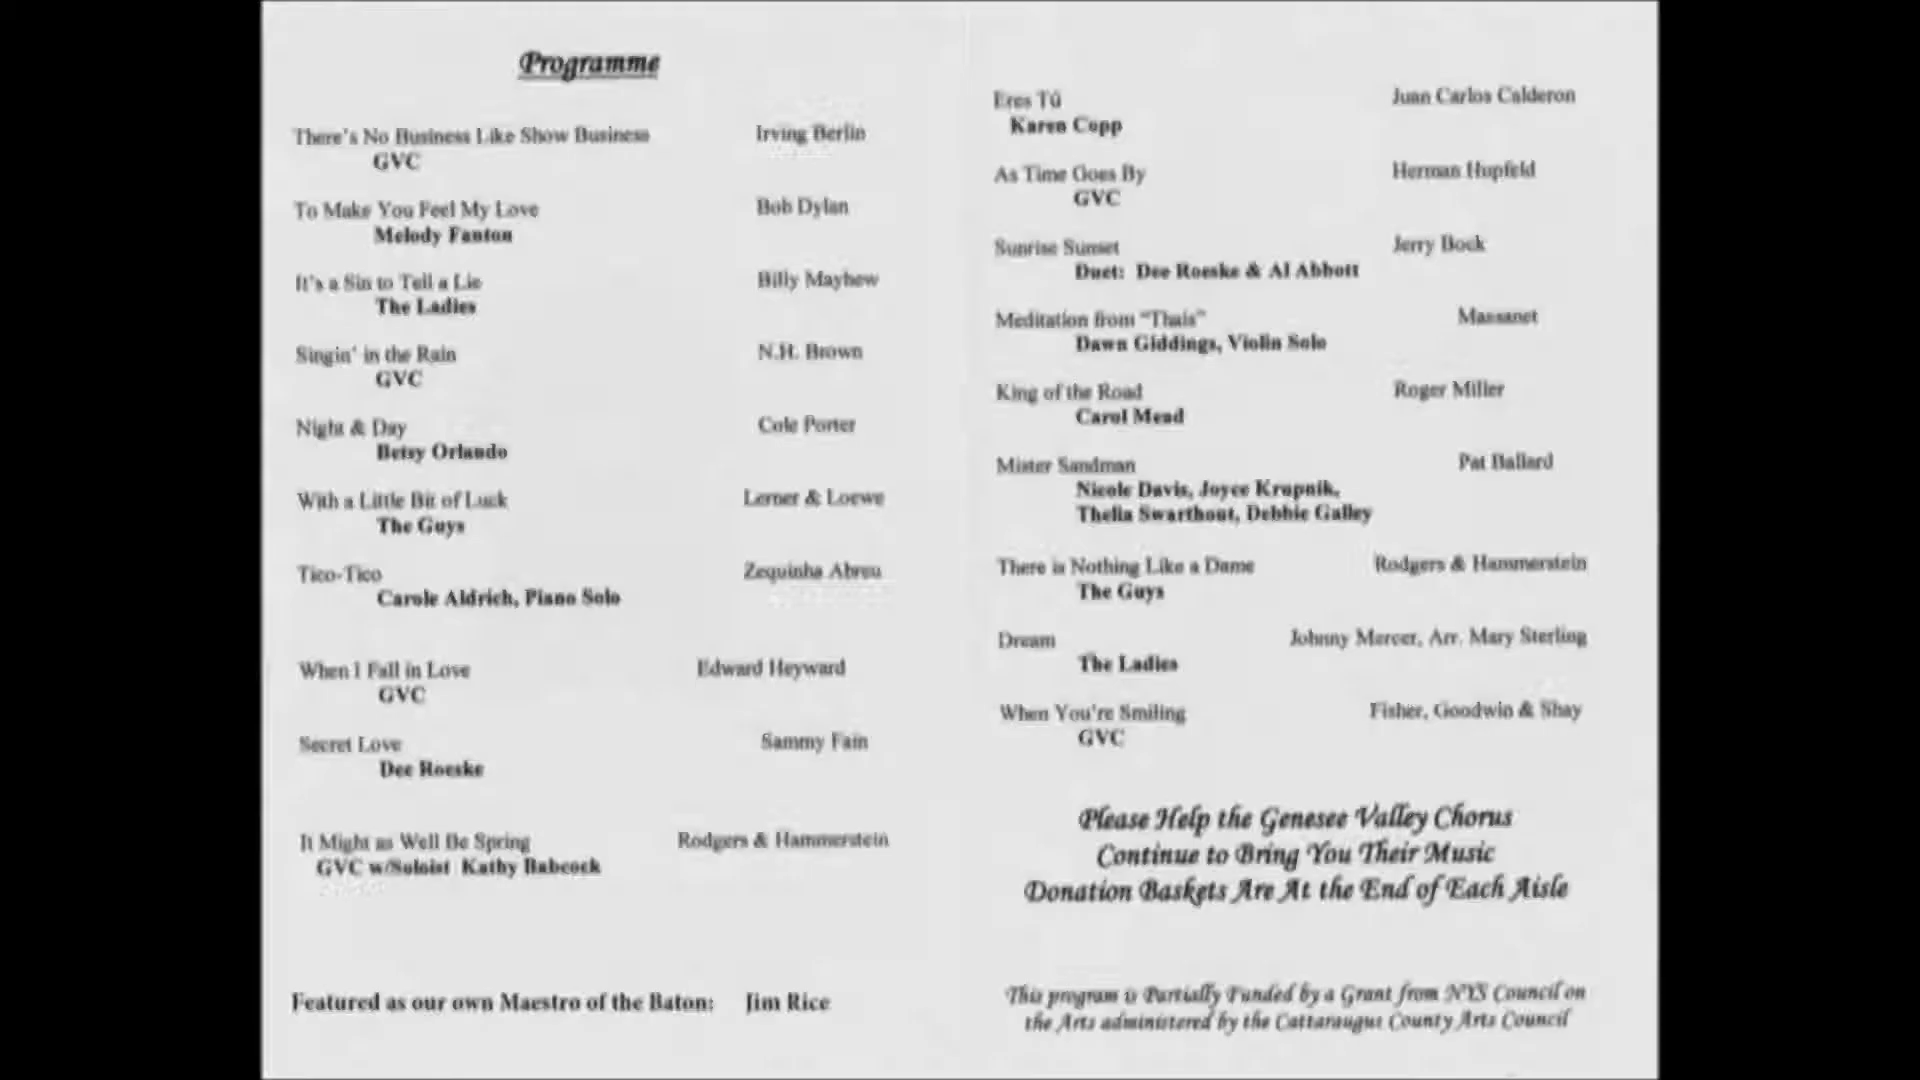 Programme
There's No Business Like Show Business Irving Berlin
GVC
To Make You Feel My Love Bob Dylan
Melody Fanton
It's a Sin to Tell a Lie Billy Mayhew
The Ladies
Singin' in the Rain N.H. Brown
GVC
Night & Day Cole Porter
Betsy Orlando
With a Little Bit of Luck Lerner & Loewe
The Guys
Tico-Tico Zequinha Abreu
Carole Aldrich, Piano Solo
When I Fall in Love Edward Heyward
GVC
Secret Love Sammy Fain
Dee Roeske
It Might as Well Be Spring Rodgers & Hammerstein
GVC w/Soloist Kathy Babcock
Featured as our own Maestro of the Baton: Jim Rice
Eres Tú Juan Carlos Calderon
Karen Copp
As Time Goes By Herman Hupfeld
GVC
Sunrise Sunset Jerry Bock
Duet: Dee Roeske & Al Abbott
Meditation from "Thais" Massanet
Dawn Giddings, Violin Solo
King of the Road Roger Miller
Carol Mead
Mister Sandman Pat Ballard
Nicole Davis, Joyce Krupnik,
Thelia Swarthout, Debbie Galley
There is Nothing Like a Dame Rodgers & Hammerstein
The Guys
Dream Johnny Mercer, Arr. Mary Sterling
The Ladies
When You're Smiling Fisher, Goodwin & Shay
GVC
Please Help the Genesee Valley Chorus
Continue to Bring You Their Music
Donation Baskets Are At the End of Each Aisle
This program is Partially Funded by a Grant from NYS Council on
the Arts administered by the Cattaraugus County Arts Council